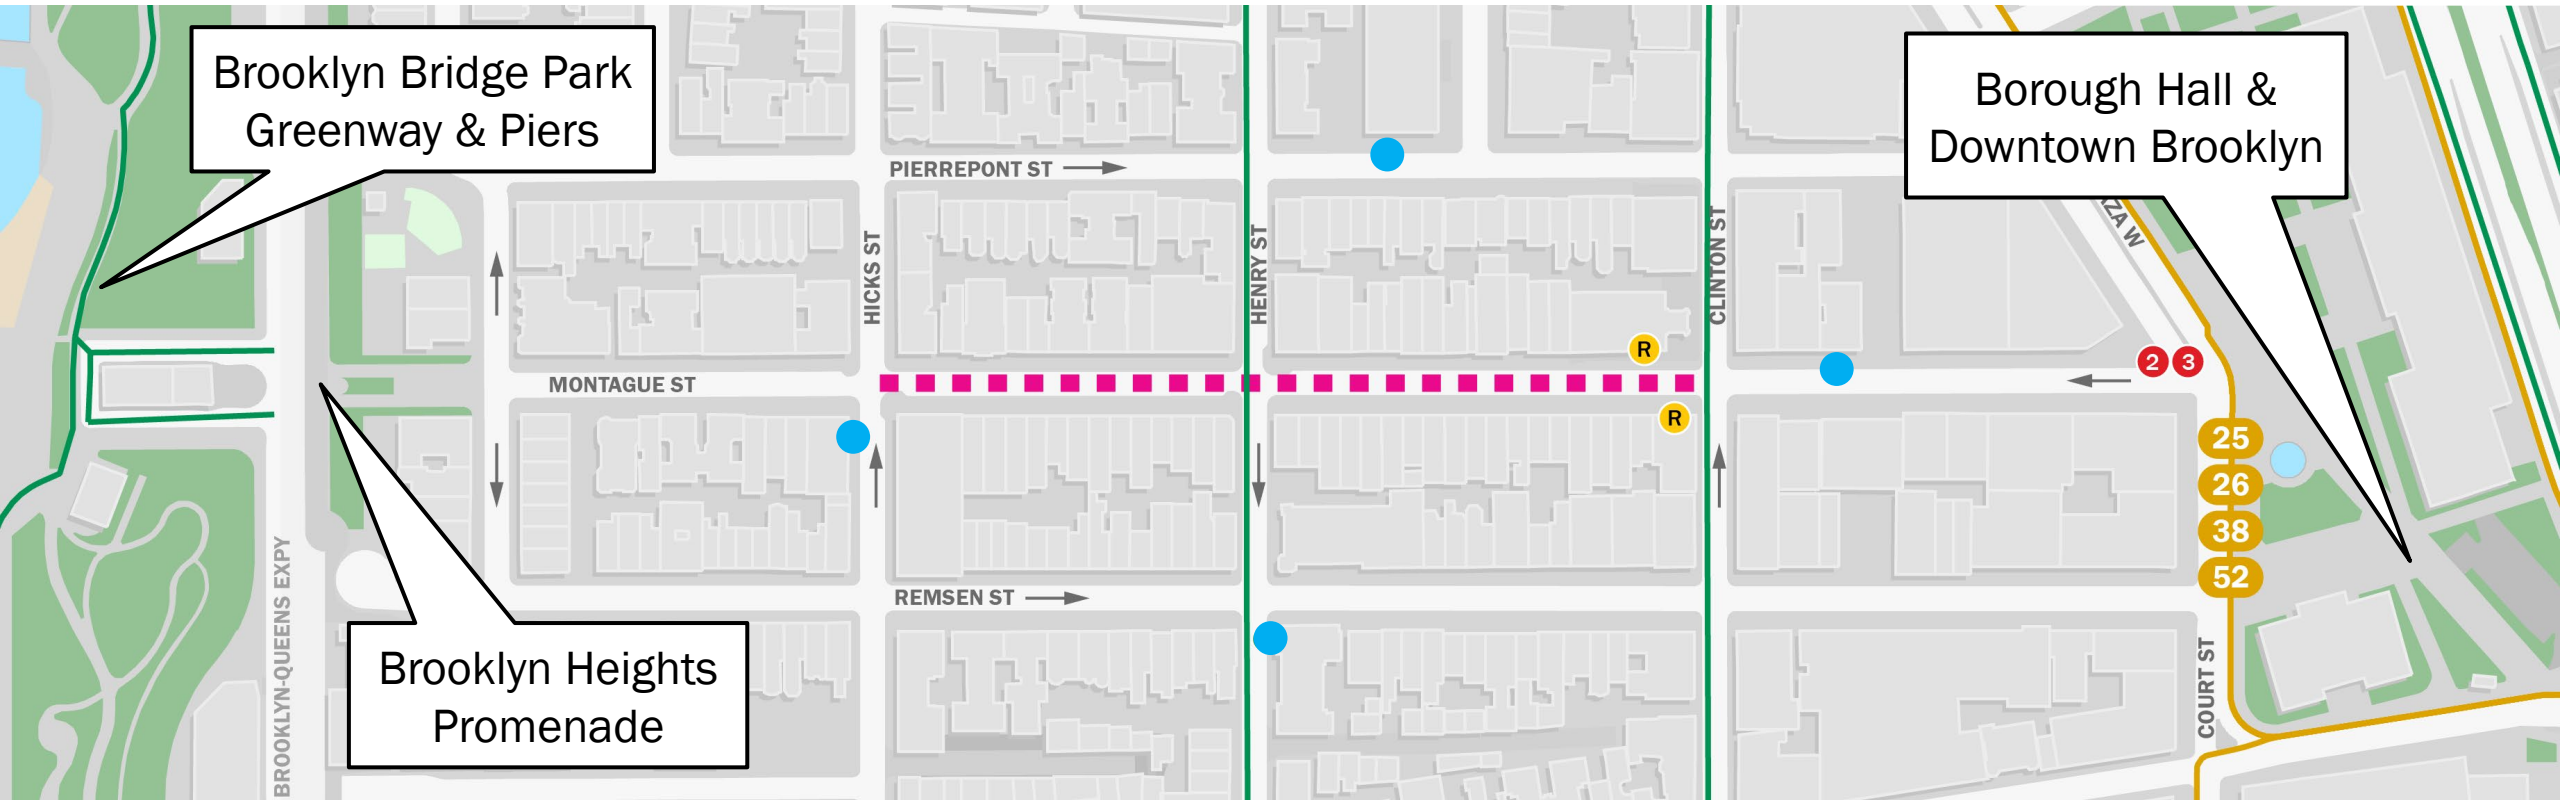 Brooklyn Bridge Park
Greenway & Piers
Borough Hall &
Downtown Brooklyn
PIERREPONT ST
AZA W
HICKS ST
HENRY ST
CLINTON ST
R
2 3
MONTAGUE ST
R
25
26
38
52
BROOKLYN-QUEENS EXPY
REMSEN ST
Brooklyn Heights
Promenade
COURT ST